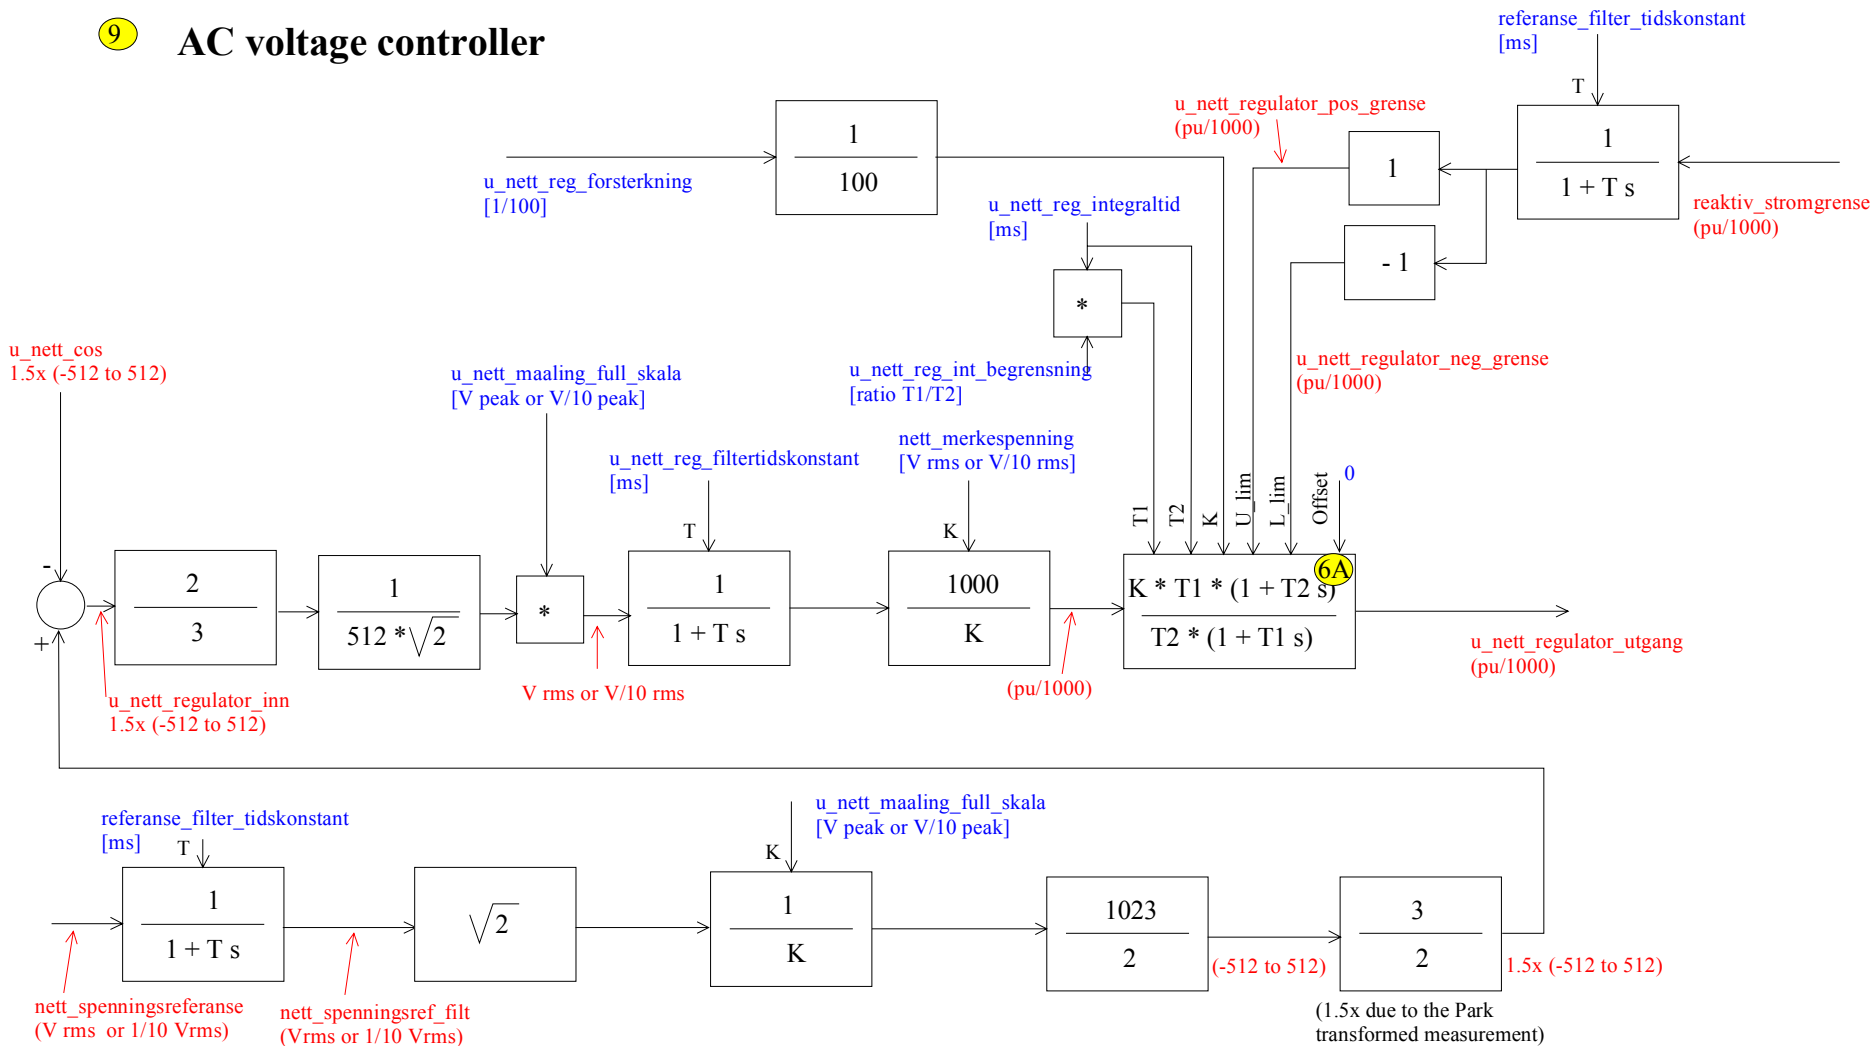 9 AC voltage controller
referanse_filter_tidskonstant
[ms]
T
1
1 + T s
reaktiv_stromgrense
(pu/1000)
u_nett_regulator_pos_grense
(pu/1000)
1
- 1
u_nett_regulator_neg_grense
(pu/1000)
1
100
u_nett_reg_forsterkning
[1/100]
u_nett_reg_integraltid
[ms]
*
u_nett_reg_int_begrensning
[ratio T1/T2]
u_nett_cos
1.5x (-512 to 512)
u_nett_maaling_full_skala
[V peak or V/10 peak]
u_nett_reg_filtertidskonstant
[ms]
T
nett_merkespenning
[V rms or V/10 rms]
K
T1
T2
K
U_lim
L_lim
Offset
0
-
+
2
3
1
512 * √2
*
1
1 + T s
1000
K
6A
K * T1 * (1 + T2 s)
T2 * (1 + T1 s)
u_nett_regulator_inn
1.5x (-512 to 512)
V rms or V/10 rms
(pu/1000)
u_nett_regulator_utgang
(pu/1000)
referanse_filter_tidskonstant
[ms]
T
1
1 + T s
√2
u_nett_maaling_full_skala
[V peak or V/10 peak]
K
1
K
1023
2
(-512 to 512)
3
2
1.5x (-512 to 512)
nett_spenningsreferanse
(V rms or 1/10 Vrms)
nett_spenningsref_filt
(Vrms or 1/10 Vrms)
(1.5x due to the Park
transformed measurement)